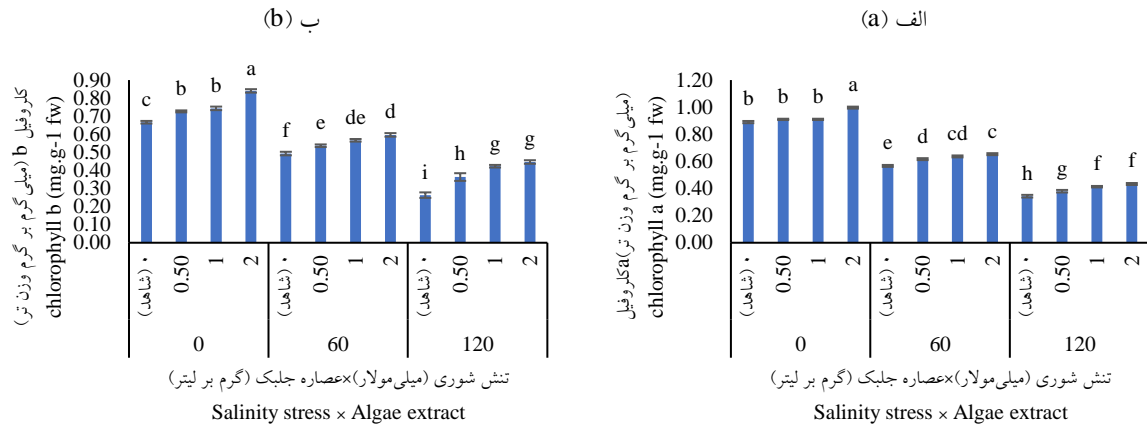 الف (a)
کلروفیلa(میلی گرم بر گرم وزن تر)
chlorophyll a (mg.g-1 fw)
1.20
1.00
0.80
0.60
0.40
0.20
0.00
b b b a e d cd c h g f f
۰ (شاهد) 0.50 1 2 ۰ (شاهد) 0.50 1 2 ۰ (شاهد) 0.50 1 2
0 60 120
تنش شوری (میلی‌مولار)×عصاره جلبک (گرم بر لیتر)
Salinity stress × Algae extract
ب (b)
کلروفیل b (میلی گرم بر گرم وزن تر)
chlorophyll b (mg.g-1 fw)
0.90
0.80
0.70
0.60
0.50
0.40
0.30
0.20
0.10
0.00
c b b a f e de d i h g g
۰ (شاهد) 0.50 1 2 ۰ (شاهد) 0.50 1 2 ۰ (شاهد) 0.50 1 2
0 60 120
تنش شوری (میلی‌مولار)×عصاره جلبک (گرم بر لیتر)
Salinity stress × Algae extract